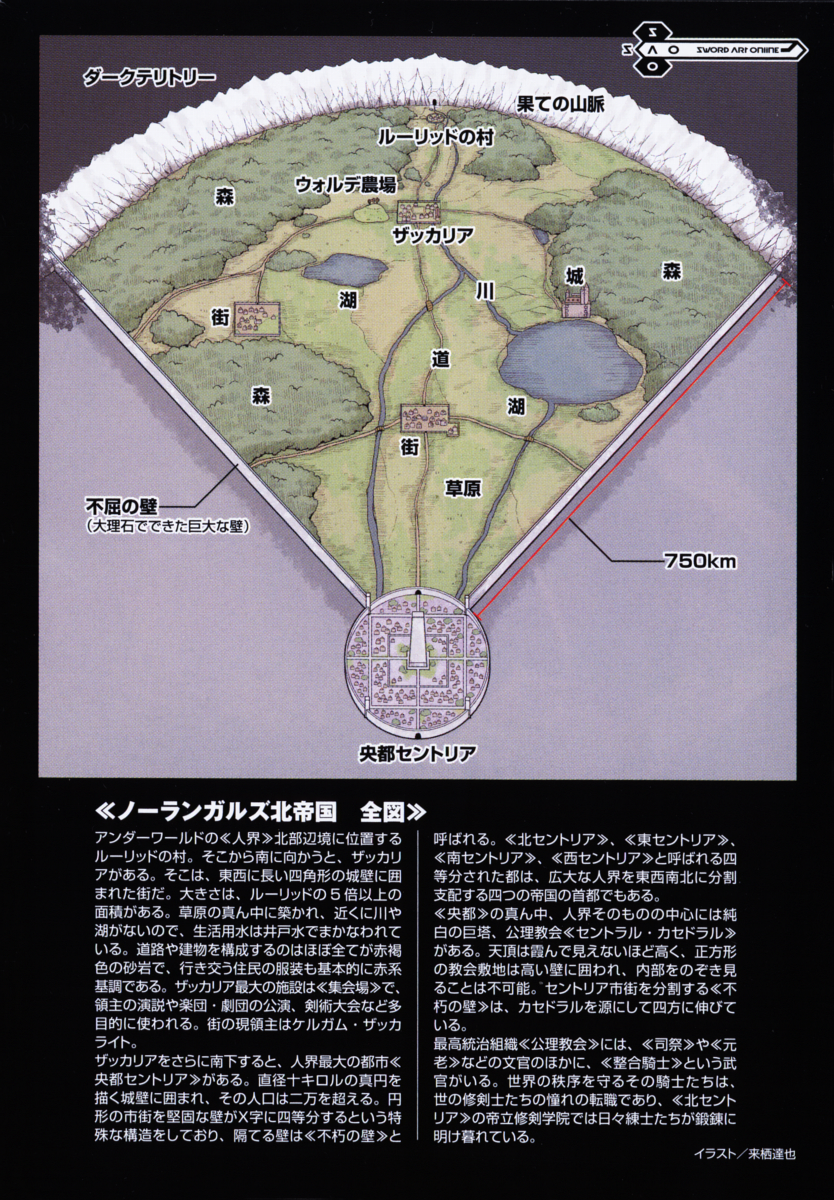 SAO
SAO
SWORD ART ONLINE
ダークテリトリー
果ての山脈
ルーリッドの村
ウォルデ農場
森
ザッカリア
城
森
街
湖
川
道
森
湖
街
草原
不屈の壁
(大理石でできた巨大な壁)
750km
央都セントリア
≪ノーランガルズ北帝国 全図≫
アンダーワールドの≪人界≫北部辺境に位置する
ルーリッドの村。そこから南に向かうと、ザッカリ
アがある。そこは、東西に長い四角形の城壁に囲
まれた街だ。大きさは、ルーリッドの5倍以上の
面積がある。草原の真ん中に築かれ、近くに川や
湖がないので、生活用水は井戸水でまかなわれて
いる。道路や建物を構成するのはほぼ全てが赤褐
色の砂岩で、行き交う住民の服装も基本的に赤系
基調である。ザッカリア最大の施設は≪集会場≫で、
領主の演説や楽団・劇団の公演、剣術大会など多
目的に使われる。街の現領主はケルガム・ザッカ
ライト。
ザッカリアをさらに南下すると、人界最大の都市≪
央都セントリア≫がある。直径十キロルの真円を
描く城壁に囲まれ、その人口は二万を超える。円
形の市街を堅固な壁がX字に四等分するという特
殊な構造をしており、隔てる壁は≪不朽の壁≫と
呼ばれる。≪北セントリア≫、≪東セントリア≫、
≪南セントリア≫、≪西セントリア≫と呼ばれる四
等分された都は、広大な人界を東西南北に分割
支配する四つの帝国の首都でもある。
≪央都≫の真ん中、人界そのものの中心には純
白の巨塔、公理教会≪セントラル・カセドラル≫
がある。天頂は霞んで見えないほど高く、正方形
の教会敷地は高い壁に囲われ、内部をのぞき見
ることは不可能。セントリア市街を分割する≪不
朽の壁≫は、カセドラルを源にして四方に伸びて
いる。
最高統治組織≪公理教会≫には、≪司祭≫や≪元
老≫などの文官のほかに、≪整合騎士≫という武
官がいる。世界の秩序を守るその騎士たちは、
世の修剣士たちの憧れの転職であり、≪北セント
リア≫の帝立修剣学院では日々練士たちが鍛錬に
明け暮れている。
イラスト／来栖達也